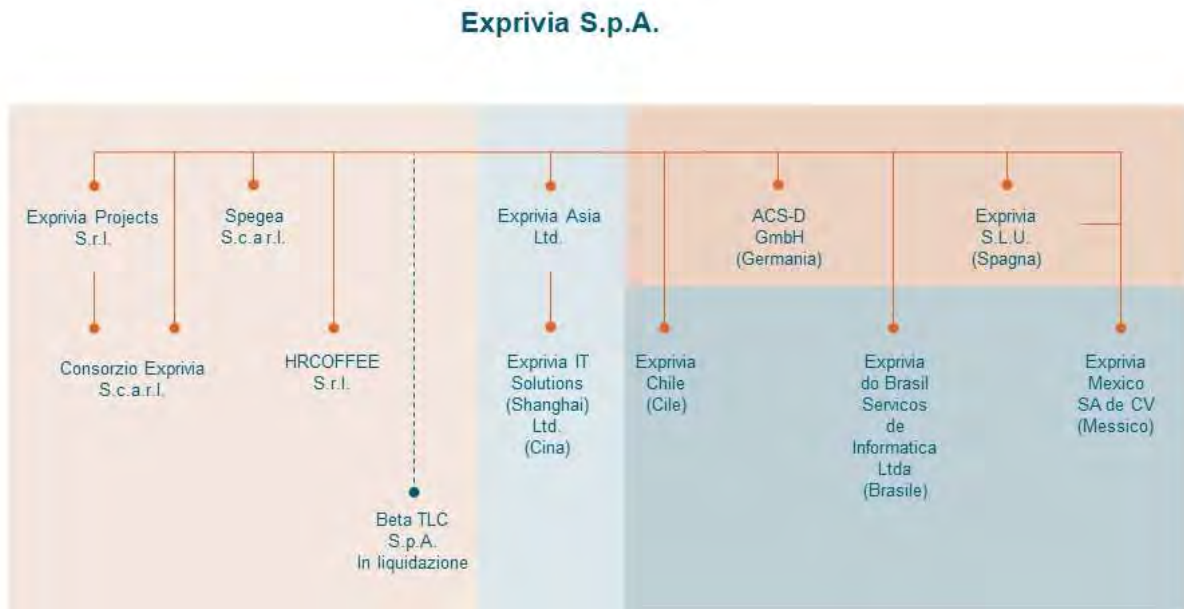 Exprivia S.p.A.
Exprivia Projects
S.r.l.
Spegea
S.c.a r.l.
Exprivia Asia
Ltd.
ACS-D
GmbH
(Germania)
Exprivia
S.L.U.
(Spagna)
Consorzio Exprivia
S.c.a.r.l.
HRCOFFEE
S.r.l.
Exprivia IT
Solutions
(Shanghai)
Ltd.
(Cina)
Exprivia
Chile
(Cile)
Exprivia
do Brasil
Servicos
de
Informatica
Ltda
(Brasile)
Exprivia
Mexico
SA de CV
(Messico)
Beta TLC
S.p.A.
In liquidazione